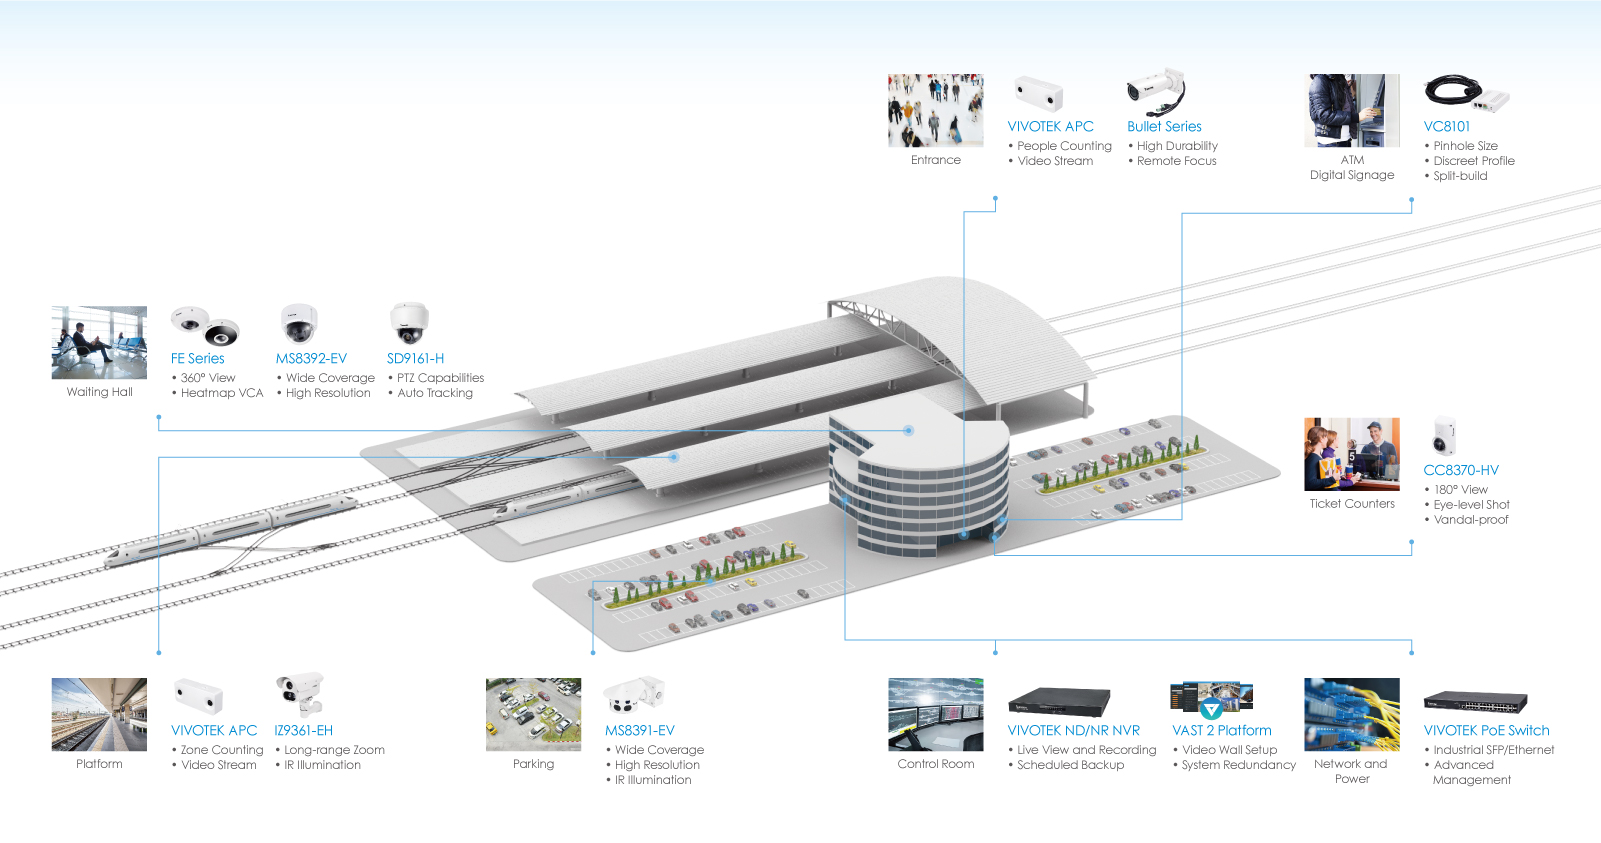 Entrance
VIVOTEK APC
• People Counting
• Video Stream
Bullet Series
• High Durability
• Remote Focus
ATM
Digital Signage
VC8101
• Pinhole Size
• Discreet Profile
• Split-build
Waiting Hall
FE Series
• 360° View
• Heatmap VCA
MS8392-EV
• Wide Coverage
• High Resolution
SD9161-H
• PTZ Capabilities
• Auto Tracking
Ticket Counters
CC8370-HV
• 180° View
• Eye-level Shot
• Vandal-proof
Platform
VIVOTEK APC
• Zone Counting
• Video Stream
IZ9361-EH
• Long-range Zoom
• IR Illumination
Parking
MS8391-EV
• Wide Coverage
• High Resolution
• IR Illumination
Control Room
VIVOTEK ND/NR NVR
• Live View and Recording
• Scheduled Backup
VAST 2 Platform
• Video Wall Setup
• System Redundancy
Network and
Power
VIVOTEK PoE Switch
• Industrial SFP/Ethernet
• Advanced
Management